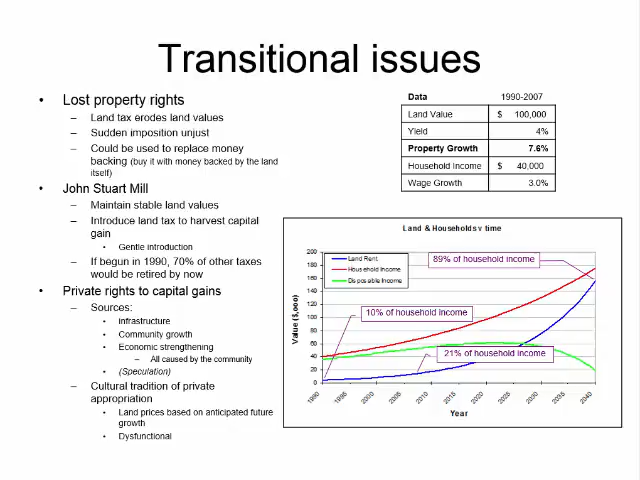 Transitional issues
• Lost property rights
– Land tax erodes land values
– Sudden imposition unjust
– Could be used to replace money
backing (buy it with money backed by the land
itself)
• John Stuart Mill
– Maintain stable land values
– Introduce land tax to harvest capital
gain
• Gentle introduction
– If begun in 1990, 70% of other taxes
would be retired by now
• Private rights to capital gains
– Sources:
• infrastructure
• Community growth
• Economic strengthening
– All caused by the community
• (Speculation)
– Cultural tradition of private
appropriation
• Land prices based on anticipated future
growth
• Dysfunctional
Data 1990-2007
Land Value $ 100,000
Yield 4%
Property Growth 7.6%
Household Income $ 40,000
Wage Growth 3.0%
Land & Households v time
Land Rent
Household Income
Disposable Income
89% of household income
10% of household income
21% of household income
Value ($,000)
200
180
160
140
120
100
80
60
40
20
0
1990 1995 2000 2005 2010 2015 2020 2025 2030 2035 2040
Year